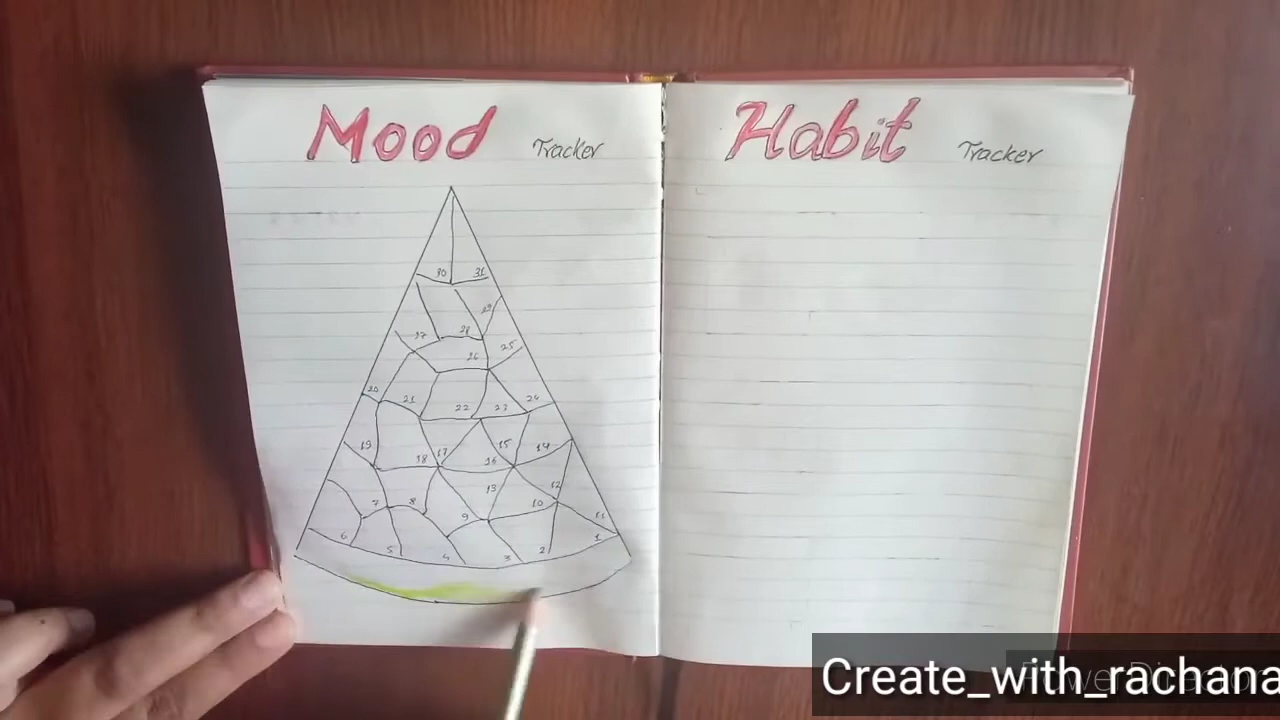 Mood Tracker
Habit Tracker
30 31
29
27 28
26 25
20 21 22 23 24
19 18 17 16 15 14
13 12
7 8 9 10 11
6 5 4 3 2 1
Create_with_rachana